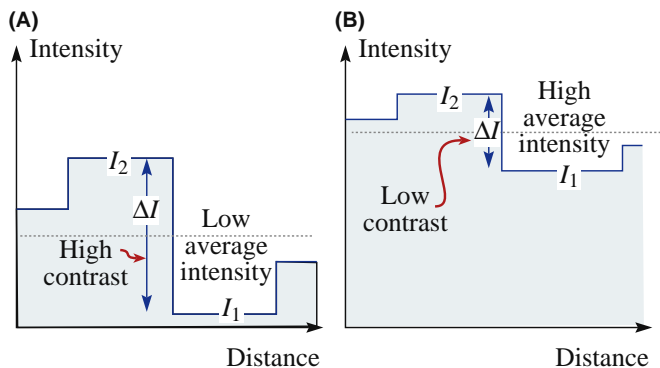 (A)
Intensity
I₂
ΔI
High
contrast
Low
average
intensity
I₁
Distance
(B)
Intensity
I₂
ΔI
High
average
intensity
Low
contrast
I₁
Distance